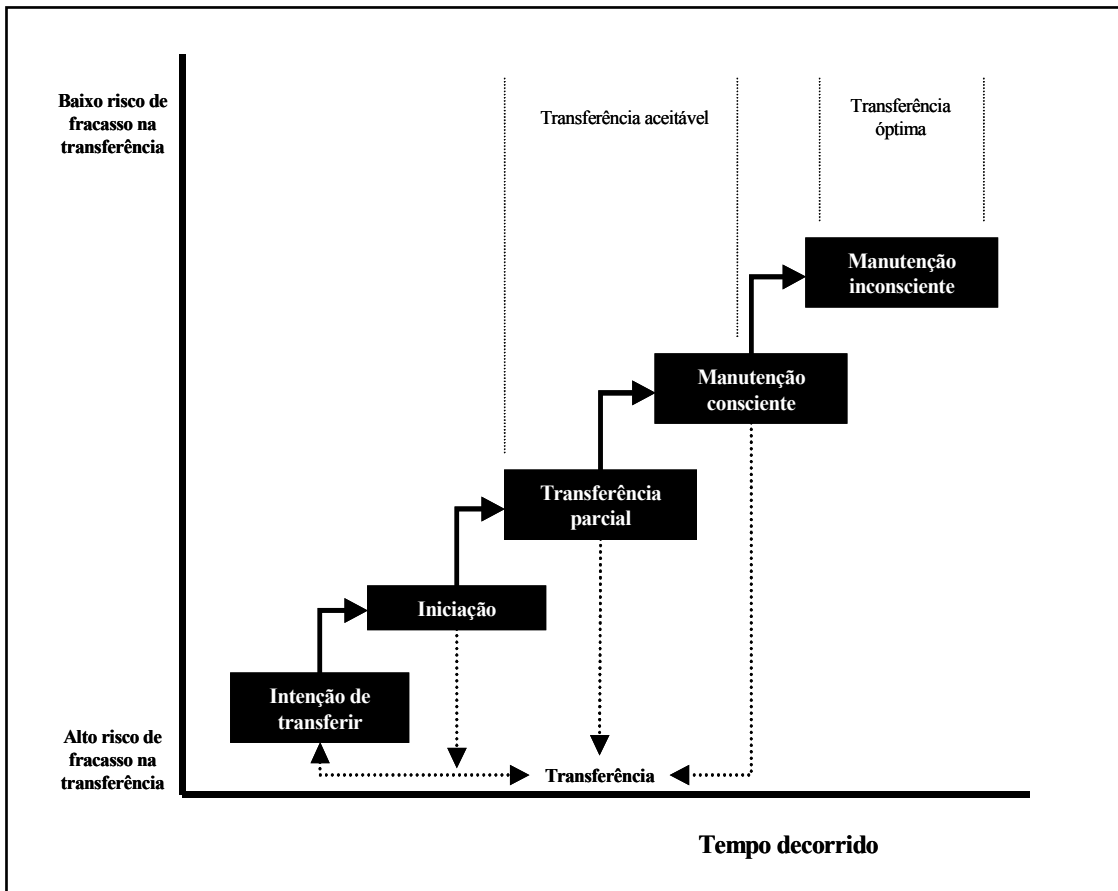 Baixo risco de
fracasso na
transferência
Transferência aceitável
Transferência
óptima
Manutenção
inconsciente
Manutenção
consciente
Transferência
parcial
Iniciação
Intenção de
transferir
Alto risco de
fracasso na
transferência
Transferência
Tempo decorrido